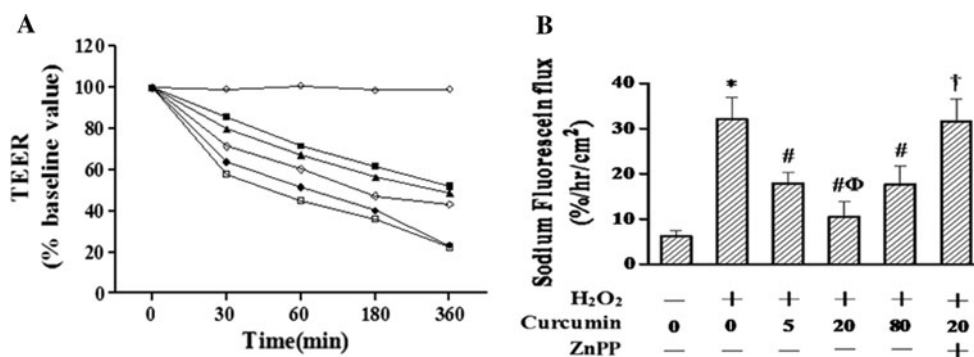 A
TEER
(% baseline value)
120
100
80
60
40
20
0
0 30 60 180 360
Time(min)
B
Sodium Fluorescein flux
(%/hr/cm²)
40
30
20
10
0
*
#
#Φ
#
†
H₂O₂ — + + + + +
Curcumin 0 0 5 20 80 20
ZnPP — — — — — +